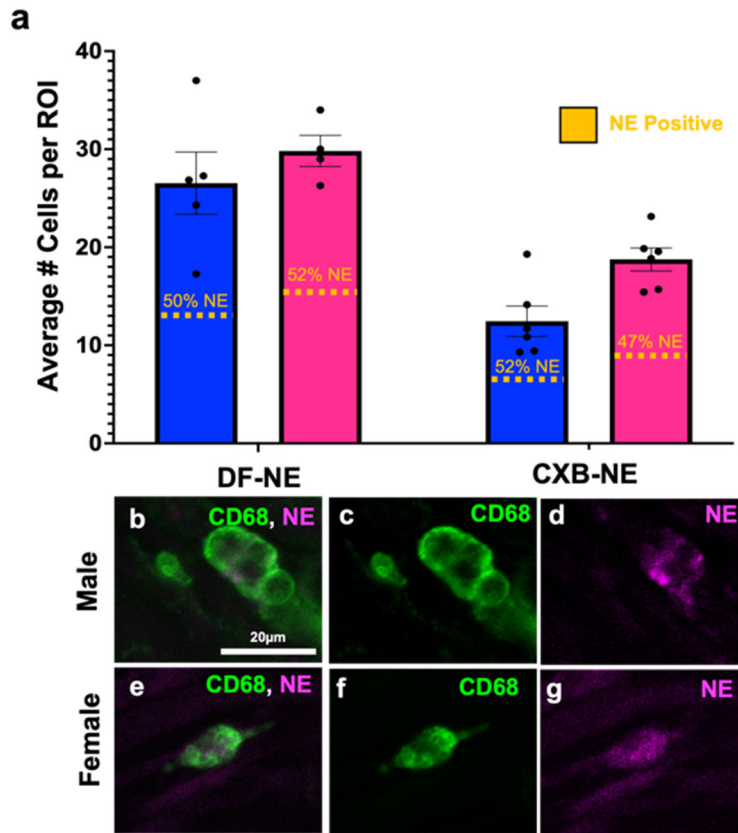 a
Average # Cells per ROI
40
30
20
10
0
NE Positive
50% NE
52% NE
52% NE
47% NE
DF-NE
CXB-NE
Male
b
CD68, NE
20µm
c
CD68
d
NE
Female
e
CD68, NE
f
CD68
g
NE